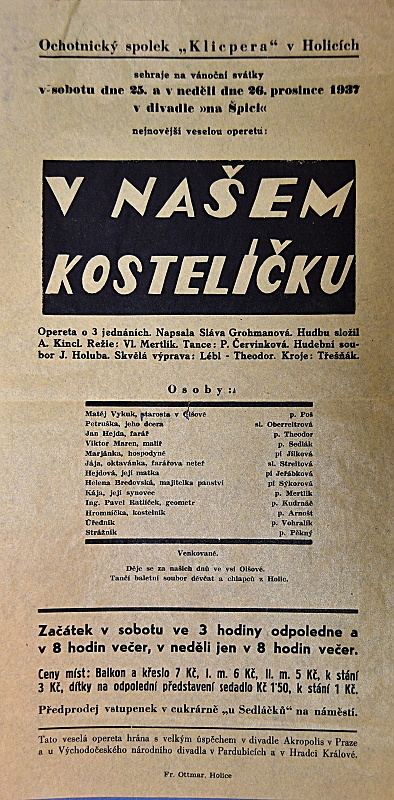 Ochotnický spolek „Klicpera“ v Holicích
sehraje na vánoční svátky
v sobotu dne 25. a v neděli dne 26. prosince 1937
v divadle »na Špici«
nejnovější veselou operetu:
V NAŠEM
KOSTELÍČKU
Opereta o 3 jednáních. Napsala Sláva Grohmanová. Hudbu složil
A. Kincl. Režie: Vl. Mertlík. Tance: P. Červinková. Hudební sou-
bor J. Holuba. Skvělá výprava: Lébl - Theodor. Kroje: Třešňák.
Osoby:
Matěj Vykuk, starosta v Olšově p. Poš
Petruška, jeho dcera sl. Oberreitrová
Jan Hejda, farář p. Theodor
Viktor Maren, malíř p. Sedlák
Marjánka, hospodyně pí Jílková
Jája, oktavánka, farářova neteř sl. Streitová
Hejdová, její matka pí Jeřábková
Helena Bredovská, majitelka panství pí Sýkorová
Kája, její synovec p. Mertlík
Ing. Pavel Ratlíček, geometr p. Kudrnáč
Hromnička, kostelník p. Arnošt
Úředník p. Vohralík
Strážník p. Pěkný
Venkované.
Děje se za našich dnů ve vsi Olšové.
Tančí baletní soubor děvčat a chlapců z Holic.
Začátek v sobotu ve 3 hodiny odpoledne a
v 8 hodin večer, v neděli jen v 8 hodin večer.
Ceny míst: Balkon a křeslo 7 Kč, I. m. 6 Kč, II. m. 5 Kč, k stání
3 Kč, dítky na odpolední představení sedadlo Kč 1·50, k stání 1 Kč.
Předprodej vstupenek v cukrárně „u Sedláčků“ na náměstí.
Tato veselá opereta hrána s velkým úspěchem v divadle Akropolis v Praze
a u Východočeského národního divadla v Pardubicích a v Hradci Králové.
Fr. Ottmar, Holice